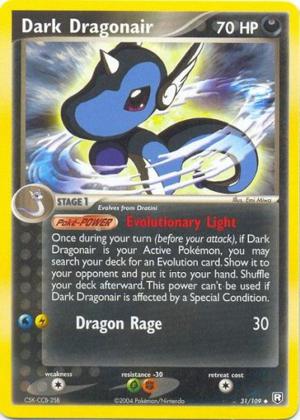 Dark Dragonair 70 HP
Illus. Emi Miwa
STAGE 1
Evolves from Dratini
Poké-POWER Evolutionary Light
Once during your turn (before your attack), if Dark
Dragonair is your Active Pokémon, you may
search your deck for an Evolution card. Show it to
your opponent and put it into your hand. Shuffle
your deck afterward. This power can't be used if
Dark Dragonair is affected by a Special Condition.
Dragon Rage 30
weakness resistance -30 retreat cost
©2004 Pokémon/Nintendo 31/109 ◆ R